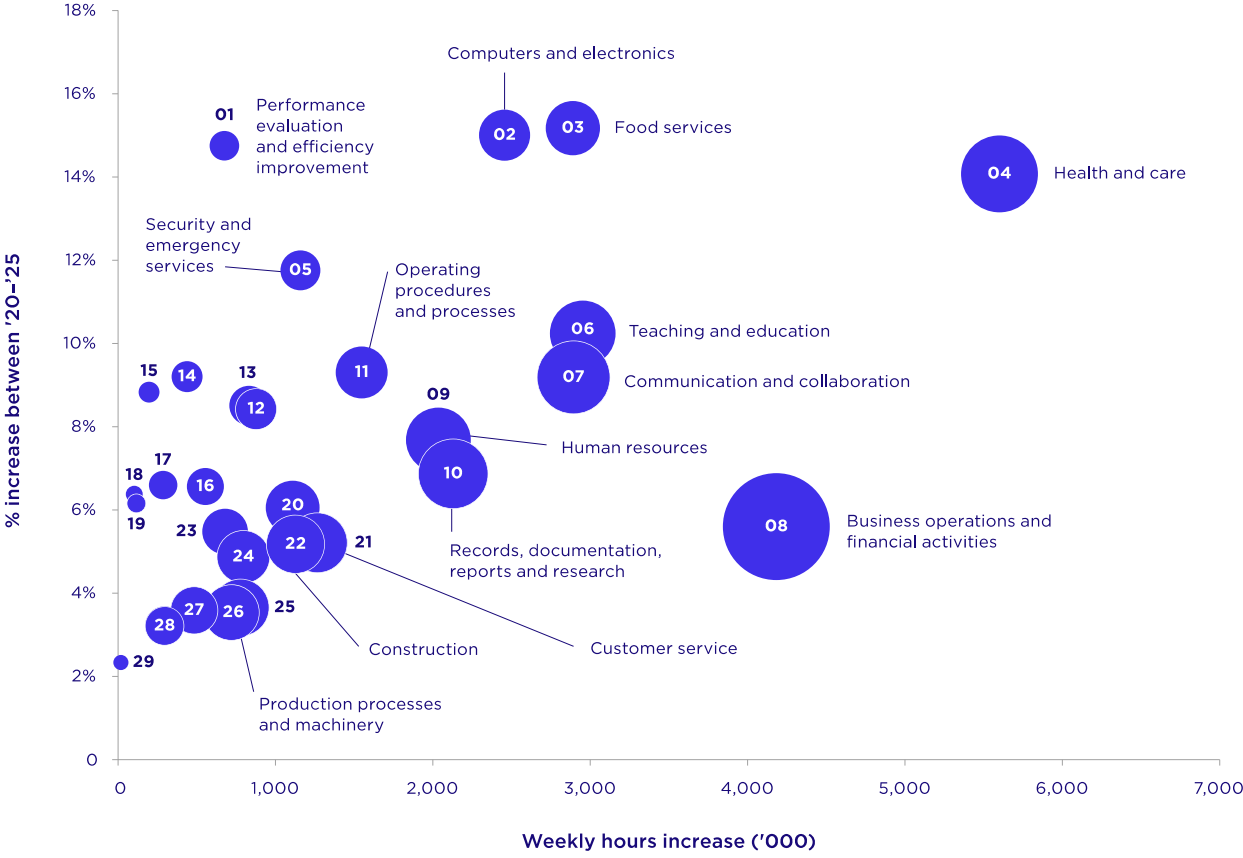 18%
16%
14%
12%
10%
8%
6%
4%
2%
0
% increase between '20–'25
Computers and electronics
01
Performance
evaluation
and efficiency
improvement
02
03
Food services
04
Health and care
Security and
emergency
services
05
Operating
procedures
and processes
06
Teaching and education
07
Communication and collaboration
15
14
13
12
11
09
Human resources
10
Records, documentation,
reports and research
08
Business operations and
financial activities
18
17
16
19
20
23
24
22
21
Construction
Customer service
28
27
26
25
29
Production processes
and machinery
0
1,000
2,000
3,000
4,000
5,000
6,000
7,000
Weekly hours increase ('000)